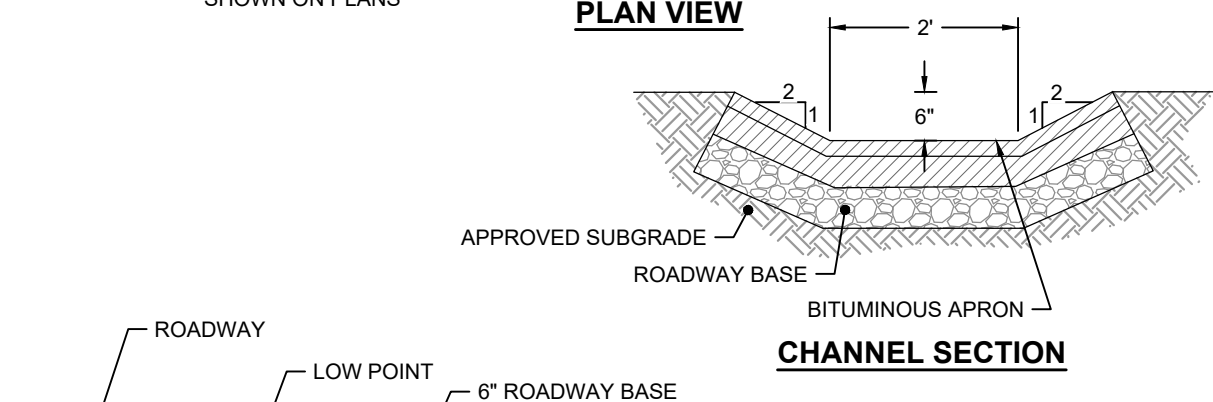 SHOWN ON PLANS
PLAN VIEW
2'
2
1
6"
1
2
APPROVED SUBGRADE
ROADWAY BASE
BITUMINOUS APRON
CHANNEL SECTION
ROADWAY
LOW POINT
6" ROADWAY BASE